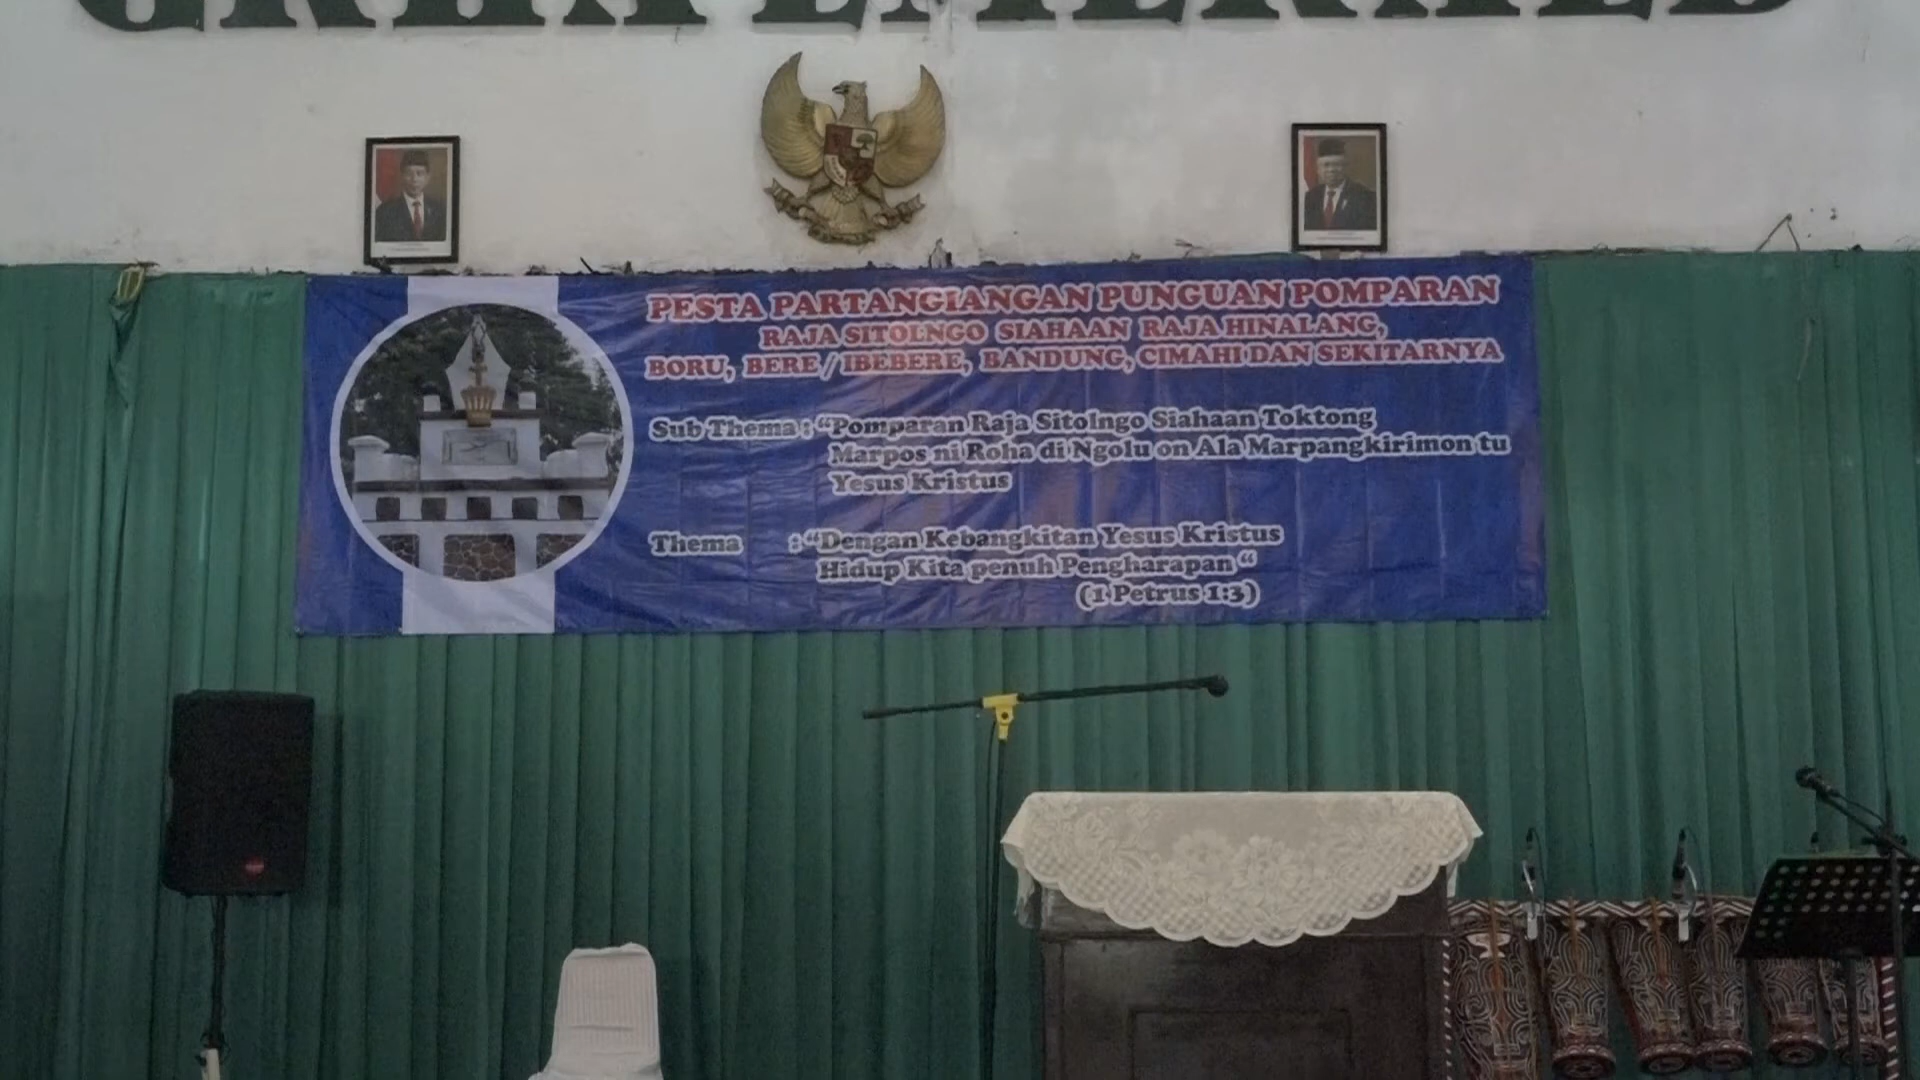 PESTA PARTANGIANGAN PUNGUAN POMPARAN
RAJA SITOLNGO SIAHAAN RAJA HINALANG,
BORU, BERE / IBEBERE, BANDUNG, CIMAHI DAN SEKITARNYA
Sub Thema : "Pomparan Raja Sitolngo Siahaan Toktong
Marpos ni Roha di Ngolu on Ala Marpangkirimon tu
Yesus Kristus
Thema : "Dengan Kebangkitan Yesus Kristus
Hidup Kita penuh Pengharapan "
(1 Petrus 1:3)